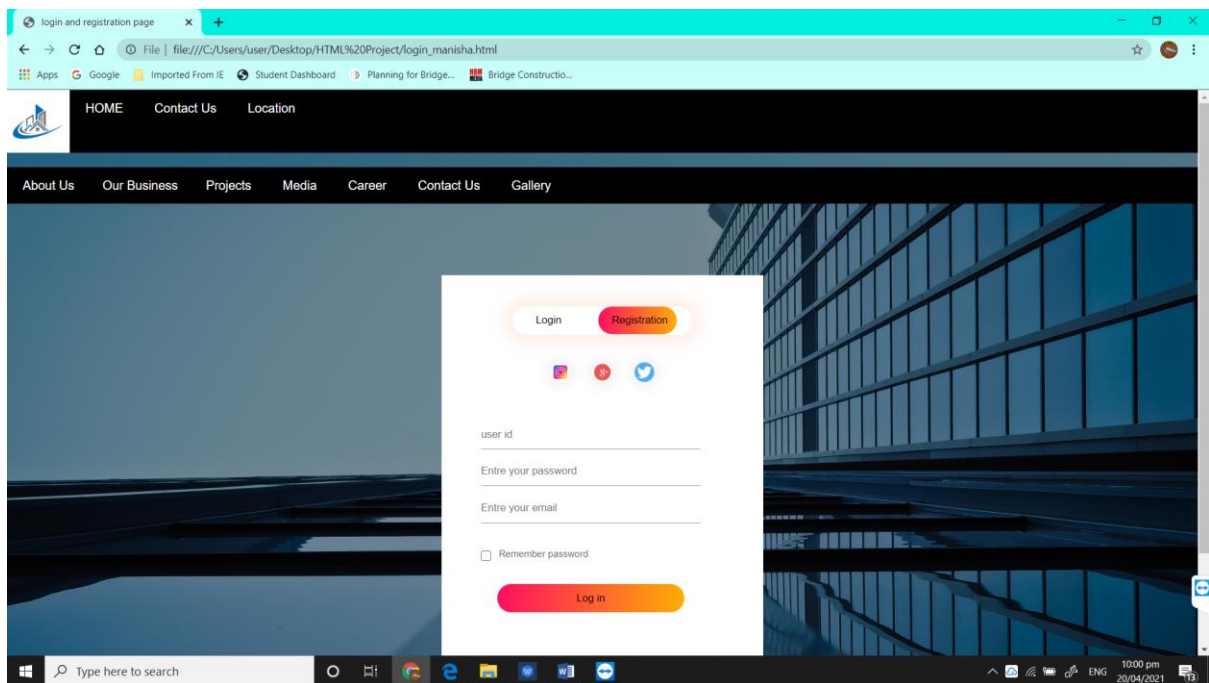 login and registration page
File | file:///C:/Users/user/Desktop/HTML%20Project/login_manisha.html
Apps Google Imported From IE Student Dashboard Planning for Bridge... Bridge Constructio...
HOME Contact Us Location
About Us Our Business Projects Media Career Contact Us Gallery
Login Registration
user id
Entre your password
Entre your email
Remember password
Log in
Type here to search
ENG
10:00 pm
20/04/2021
13